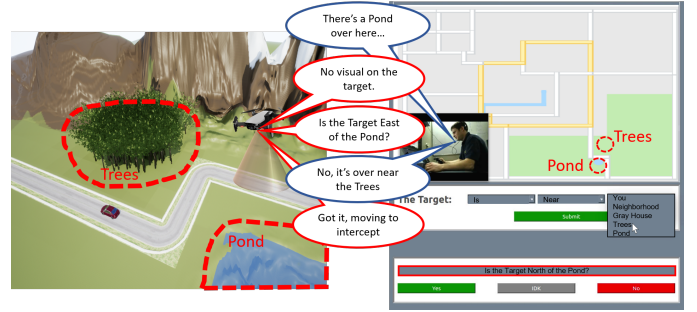 There's a Pond
over here...
No visual on the
target.
Is the Target East
of the Pond?
No, it's over near
the Trees
Got it, moving to
intercept
Trees
Pond
Trees
Pond
The Target:
Is
Near
You
Neighborhood
Gray House
Trees
Pond
Submit
Is the Target North of the Pond?
Yes
IDK
No